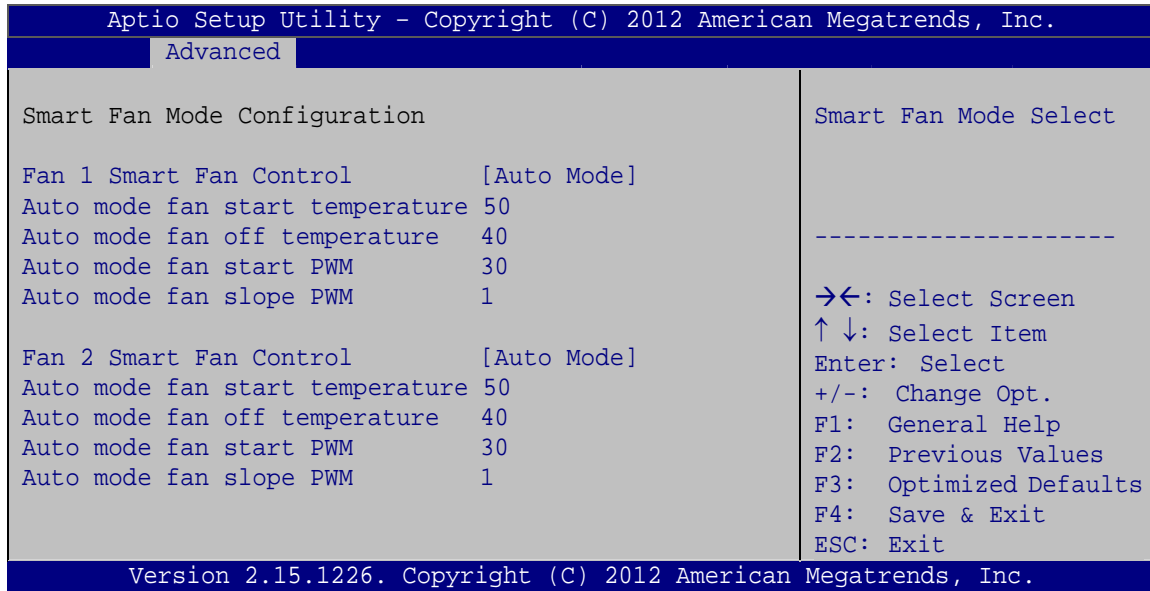 Aptio Setup Utility – Copyright (C) 2012 American Megatrends, Inc.
Advanced
Smart Fan Mode Configuration
Fan 1 Smart Fan Control [Auto Mode]
Auto mode fan start temperature 50
Auto mode fan off temperature 40
Auto mode fan start PWM 30
Auto mode fan slope PWM 1
Fan 2 Smart Fan Control [Auto Mode]
Auto mode fan start temperature 50
Auto mode fan off temperature 40
Auto mode fan start PWM 30
Auto mode fan slope PWM 1
Smart Fan Mode Select
---------------------
→←: Select Screen
↑ ↓: Select Item
Enter: Select
+/-: Change Opt.
F1: General Help
F2: Previous Values
F3: Optimized Defaults
F4: Save & Exit
ESC: Exit
Version 2.15.1226. Copyright (C) 2012 American Megatrends, Inc.